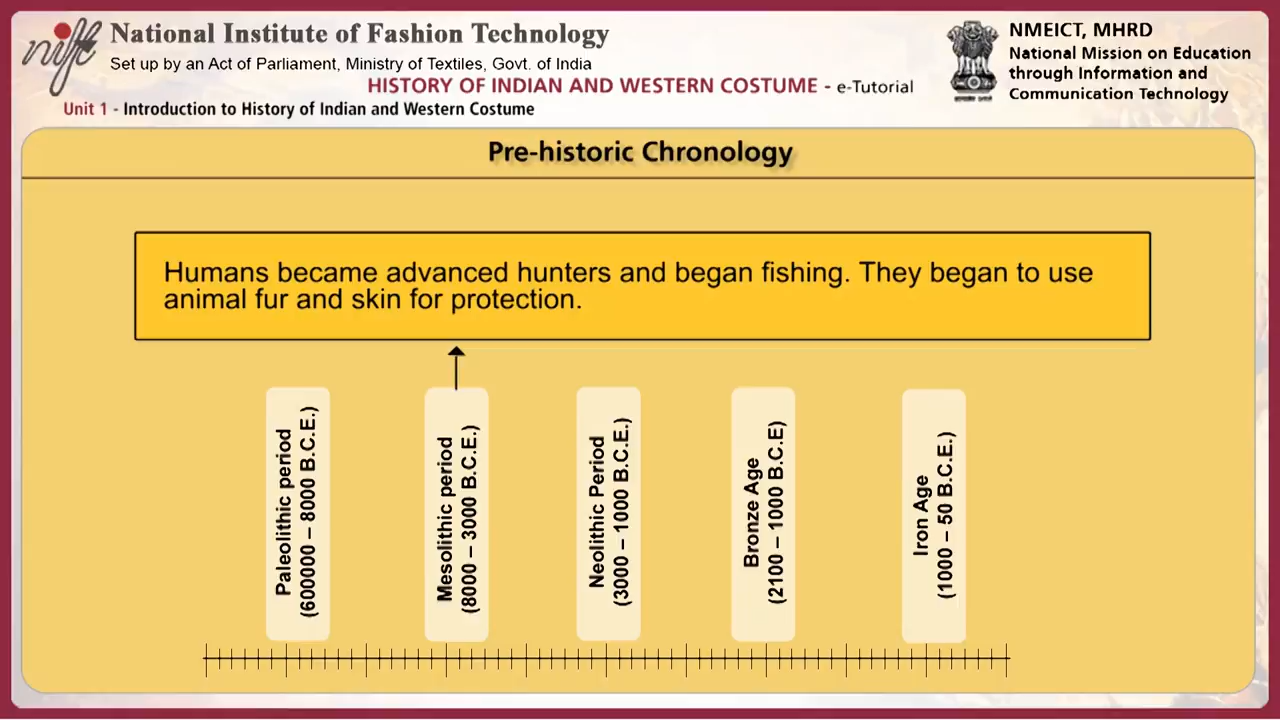 nift
National Institute of Fashion Technology
Set up by an Act of Parliament, Ministry of Textiles, Govt. of India
HISTORY OF INDIAN AND WESTERN COSTUME - e-Tutorial
Unit 1 - Introduction to History of Indian and Western Costume
NMEICT, MHRD
National Mission on Education
through Information and
Communication Technology
Pre-historic Chronology
Humans became advanced hunters and began fishing. They began to use
animal fur and skin for protection.
Paleolithic period
(600000 – 8000 B.C.E.)
Mesolithic period
(8000 – 3000 B.C.E.)
Neolithic Period
(3000 – 1000 B.C.E.)
Bronze Age
(2100 – 1000 B.C.E)
Iron Age
(1000 – 50 B.C.E.)